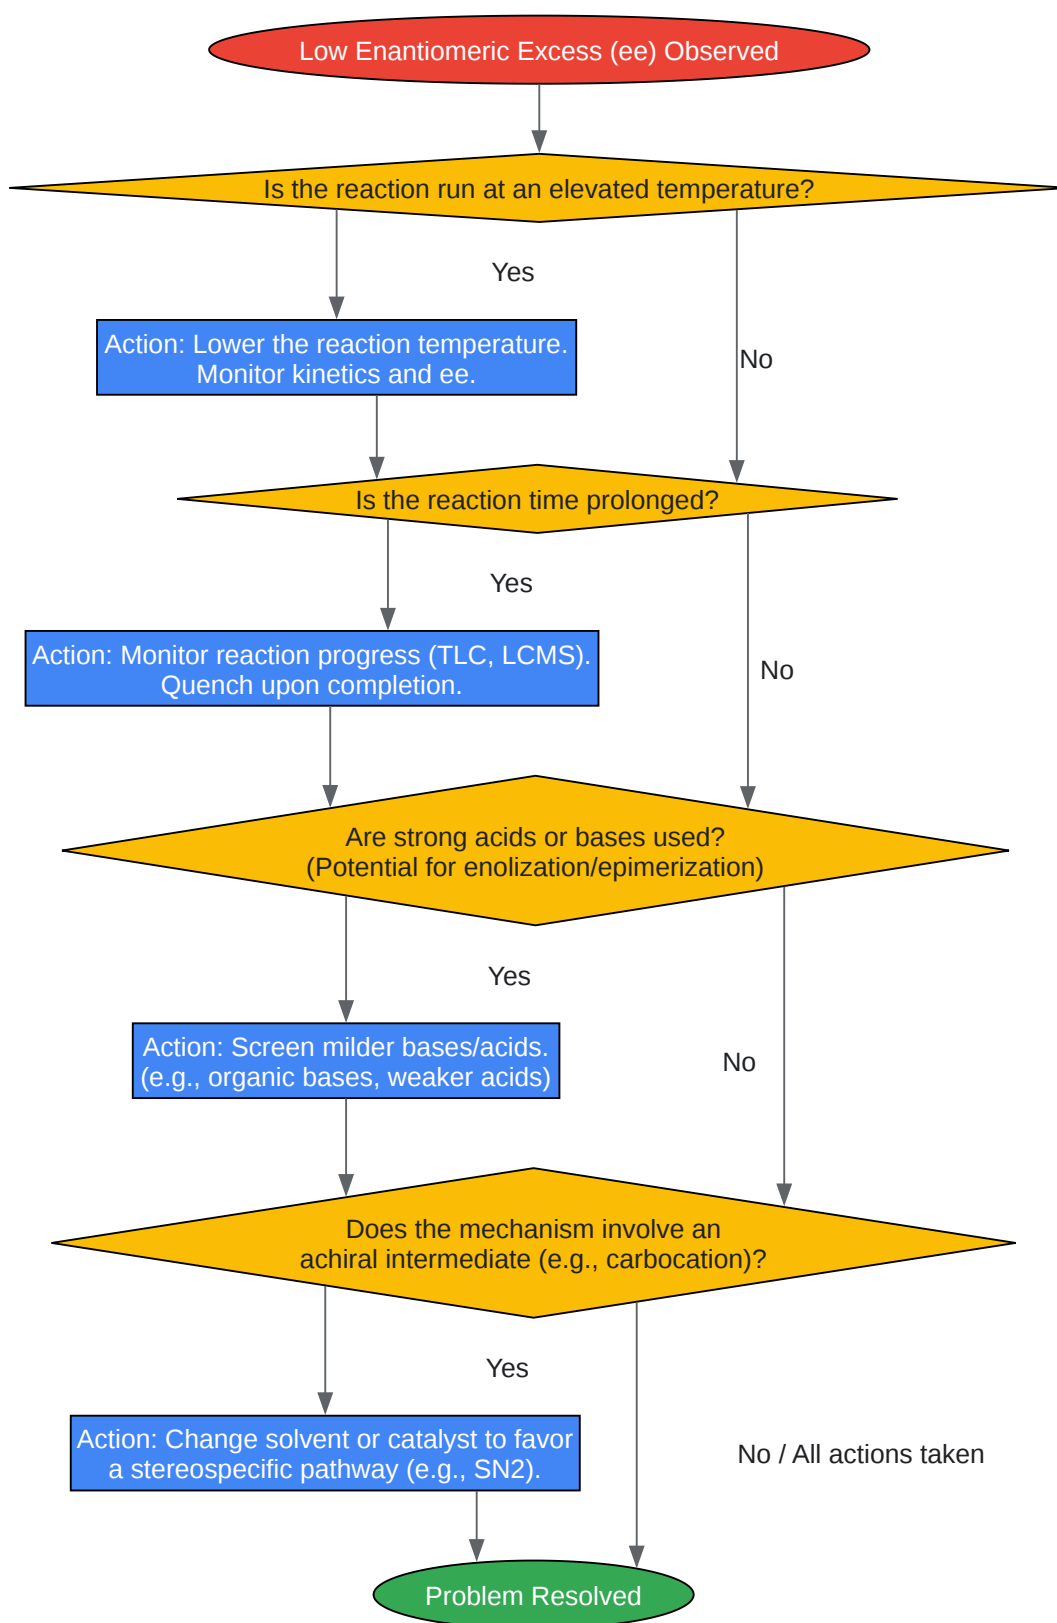 Low Enantiomeric Excess (ee) Observed
Is the reaction run at an elevated temperature?
Yes
Action: Lower the reaction temperature.
Monitor kinetics and ee.
No
Is the reaction time prolonged?
Yes
Action: Monitor reaction progress (TLC, LCMS).
Quench upon completion.
No
Are strong acids or bases used?
(Potential for enolization/epimerization)
Yes
Action: Screen milder bases/acids.
(e.g., organic bases, weaker acids)
No
Does the mechanism involve an
achiral intermediate (e.g., carbocation)?
Yes
Action: Change solvent or catalyst to favor
a stereospecific pathway (e.g., SN2).
No / All actions taken
Problem Resolved